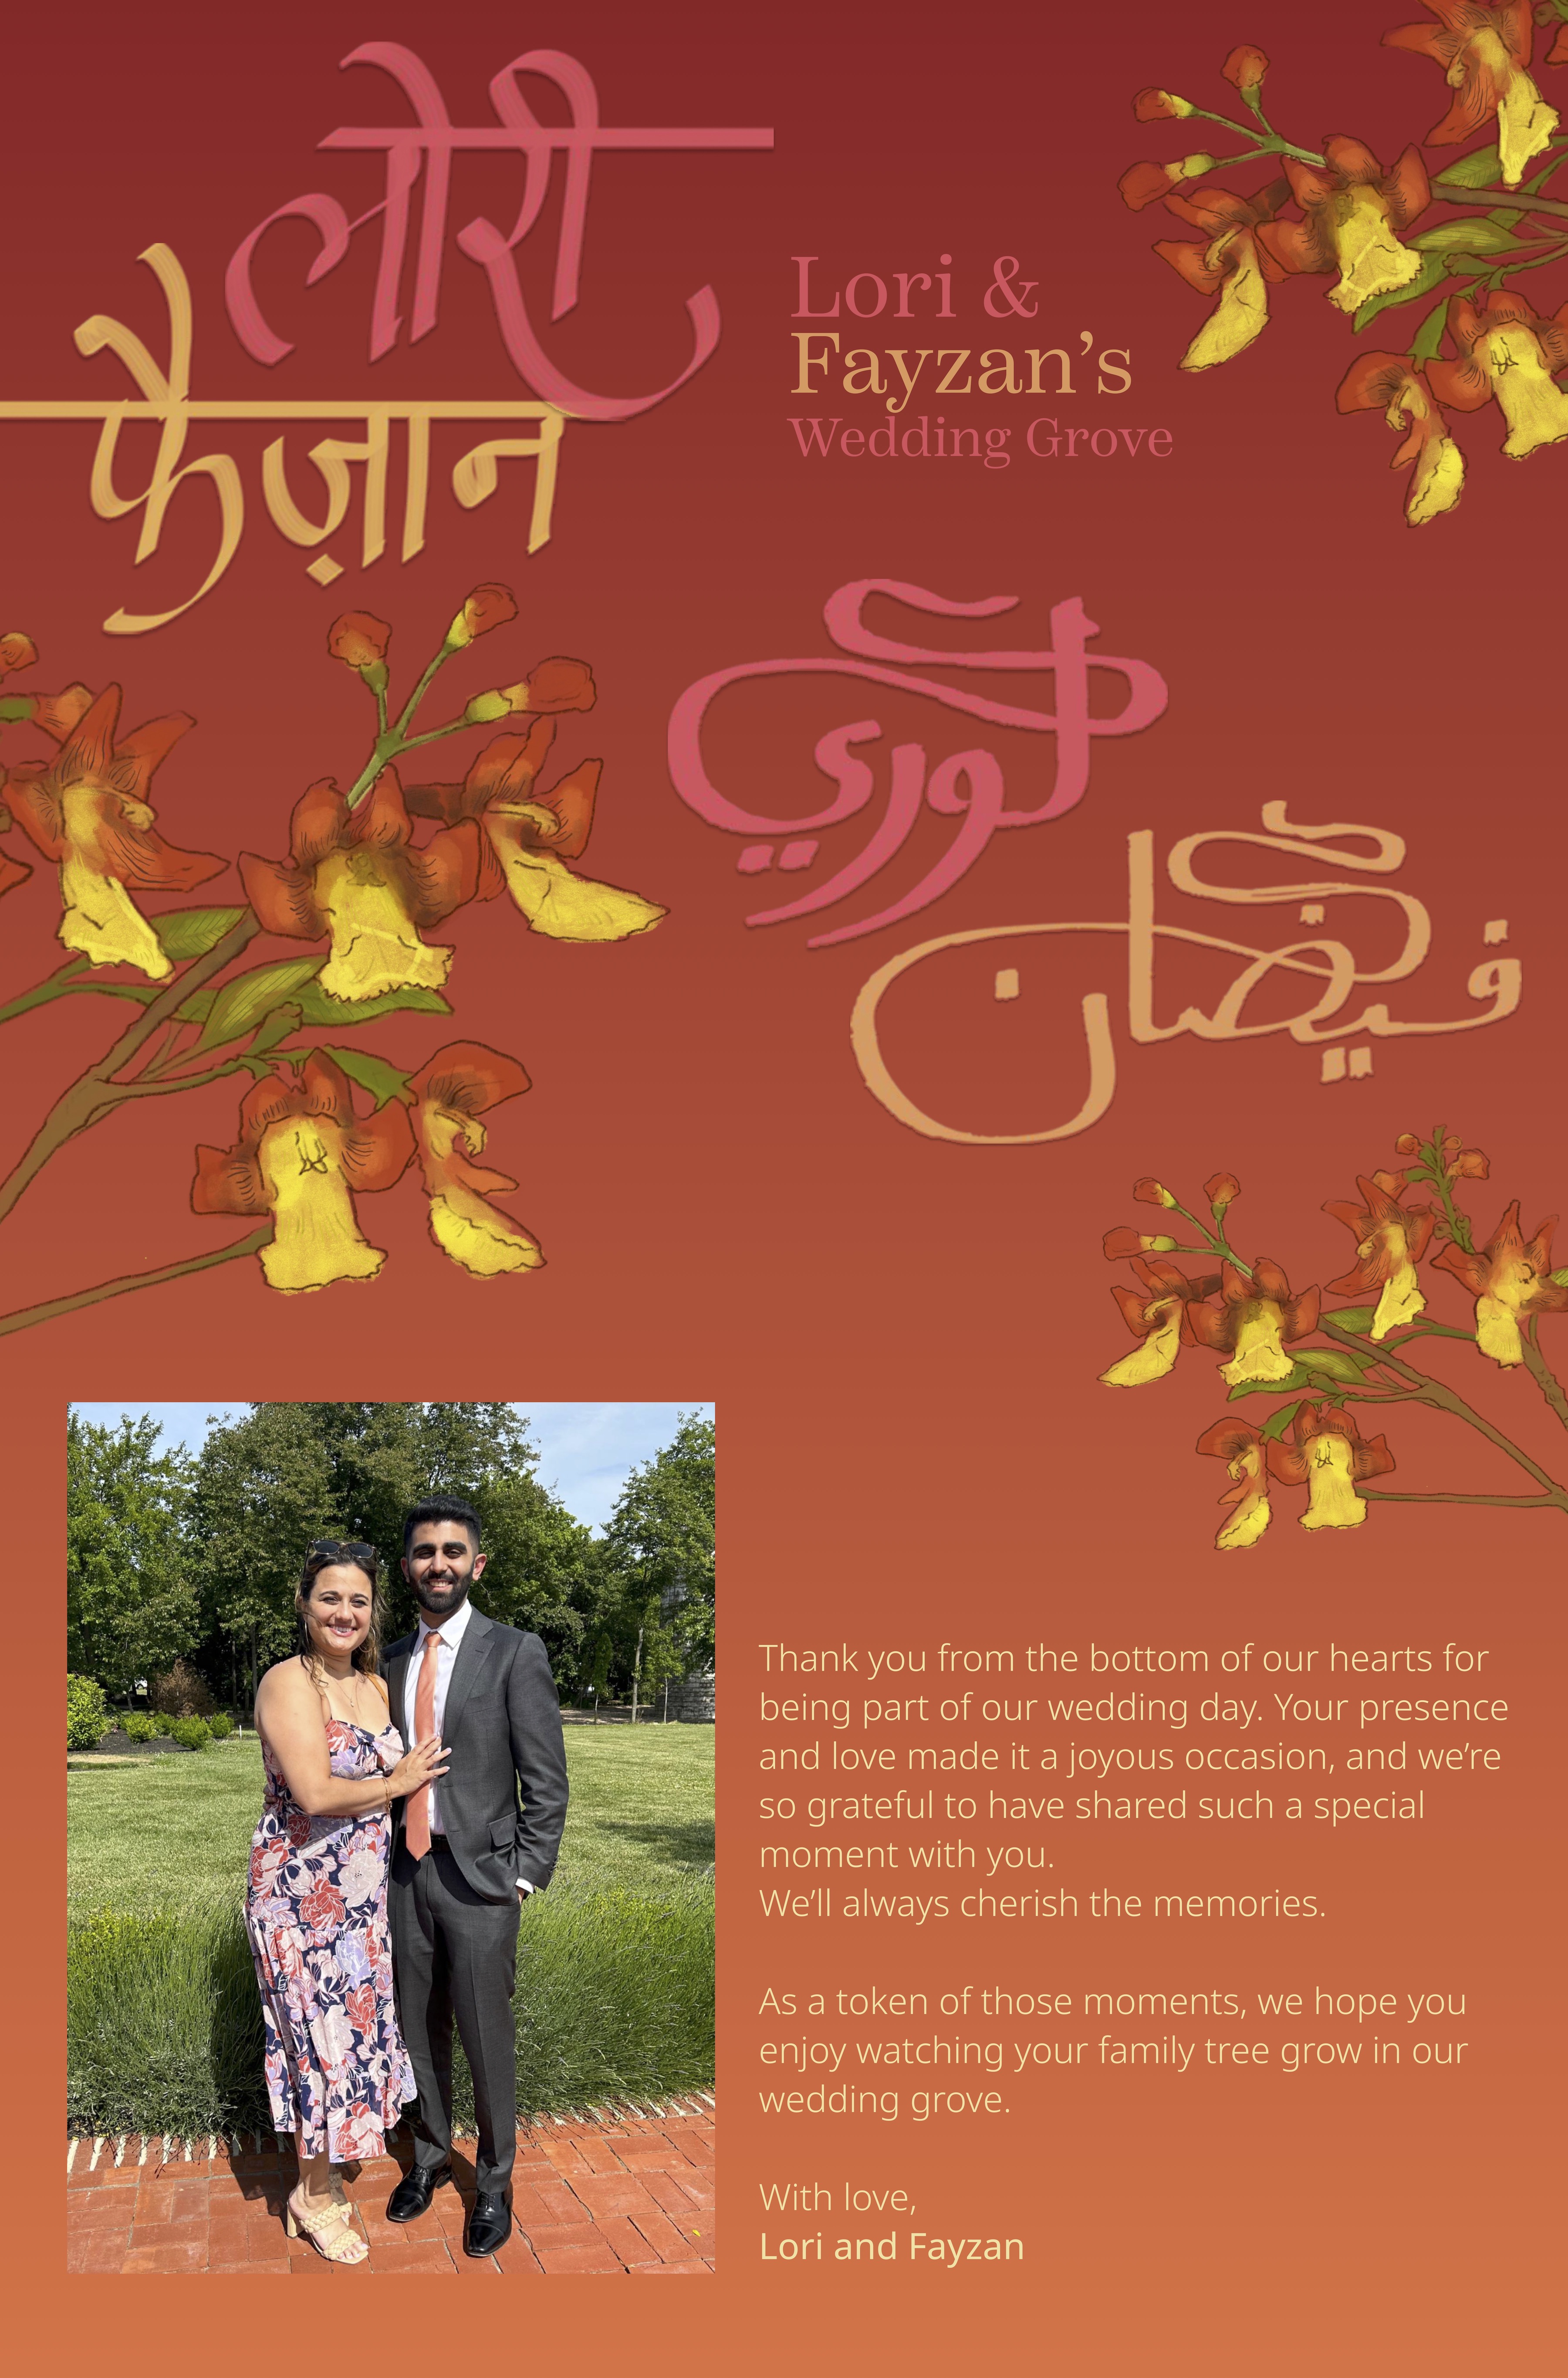 लोरी
फैज़ान
Lori &
Fayzan’s
Wedding Grove
لوري
فيضان
Thank you from the bottom of our hearts for
being part of our wedding day. Your presence
and love made it a joyous occasion, and we’re
so grateful to have shared such a special
moment with you.
We’ll always cherish the memories.
As a token of those moments, we hope you
enjoy watching your family tree grow in our
wedding grove.
With love,
Lori and Fayzan